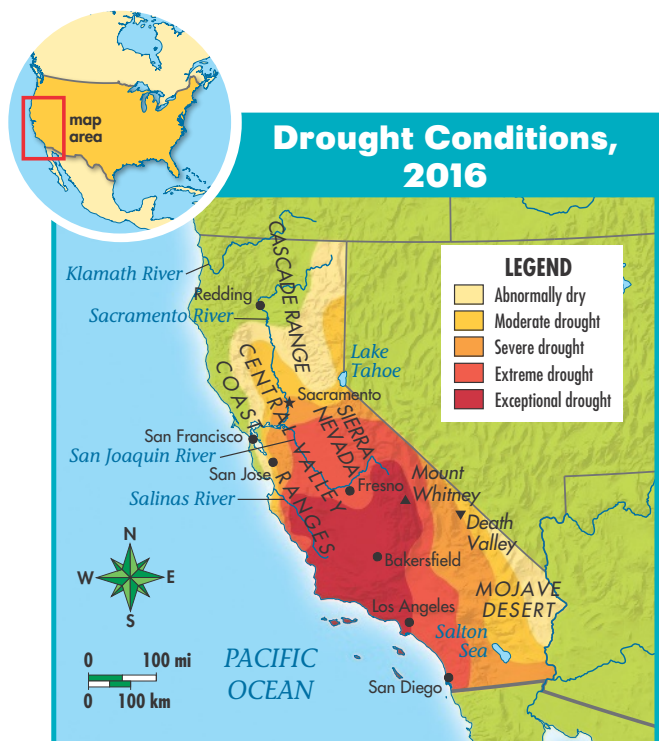 map
area
Drought Conditions,
2016
Klamath River
CASCADE RANGE
Redding
Sacramento River
LEGEND
Abnormally dry
Moderate drought
Severe drought
Extreme drought
Exceptional drought
Lake
Tahoe
CENTRAL VALLEY
COAST RANGES
Sacramento
SIERRA
NEVADA
San Francisco
San Joaquin River
San Jose
Salinas River
Fresno
Mount
Whitney
Death
Valley
Bakersfield
MOJAVE
DESERT
Los Angeles
Salton
Sea
San Diego
PACIFIC
OCEAN
N
W
E
S
0 100 mi
0 100 km